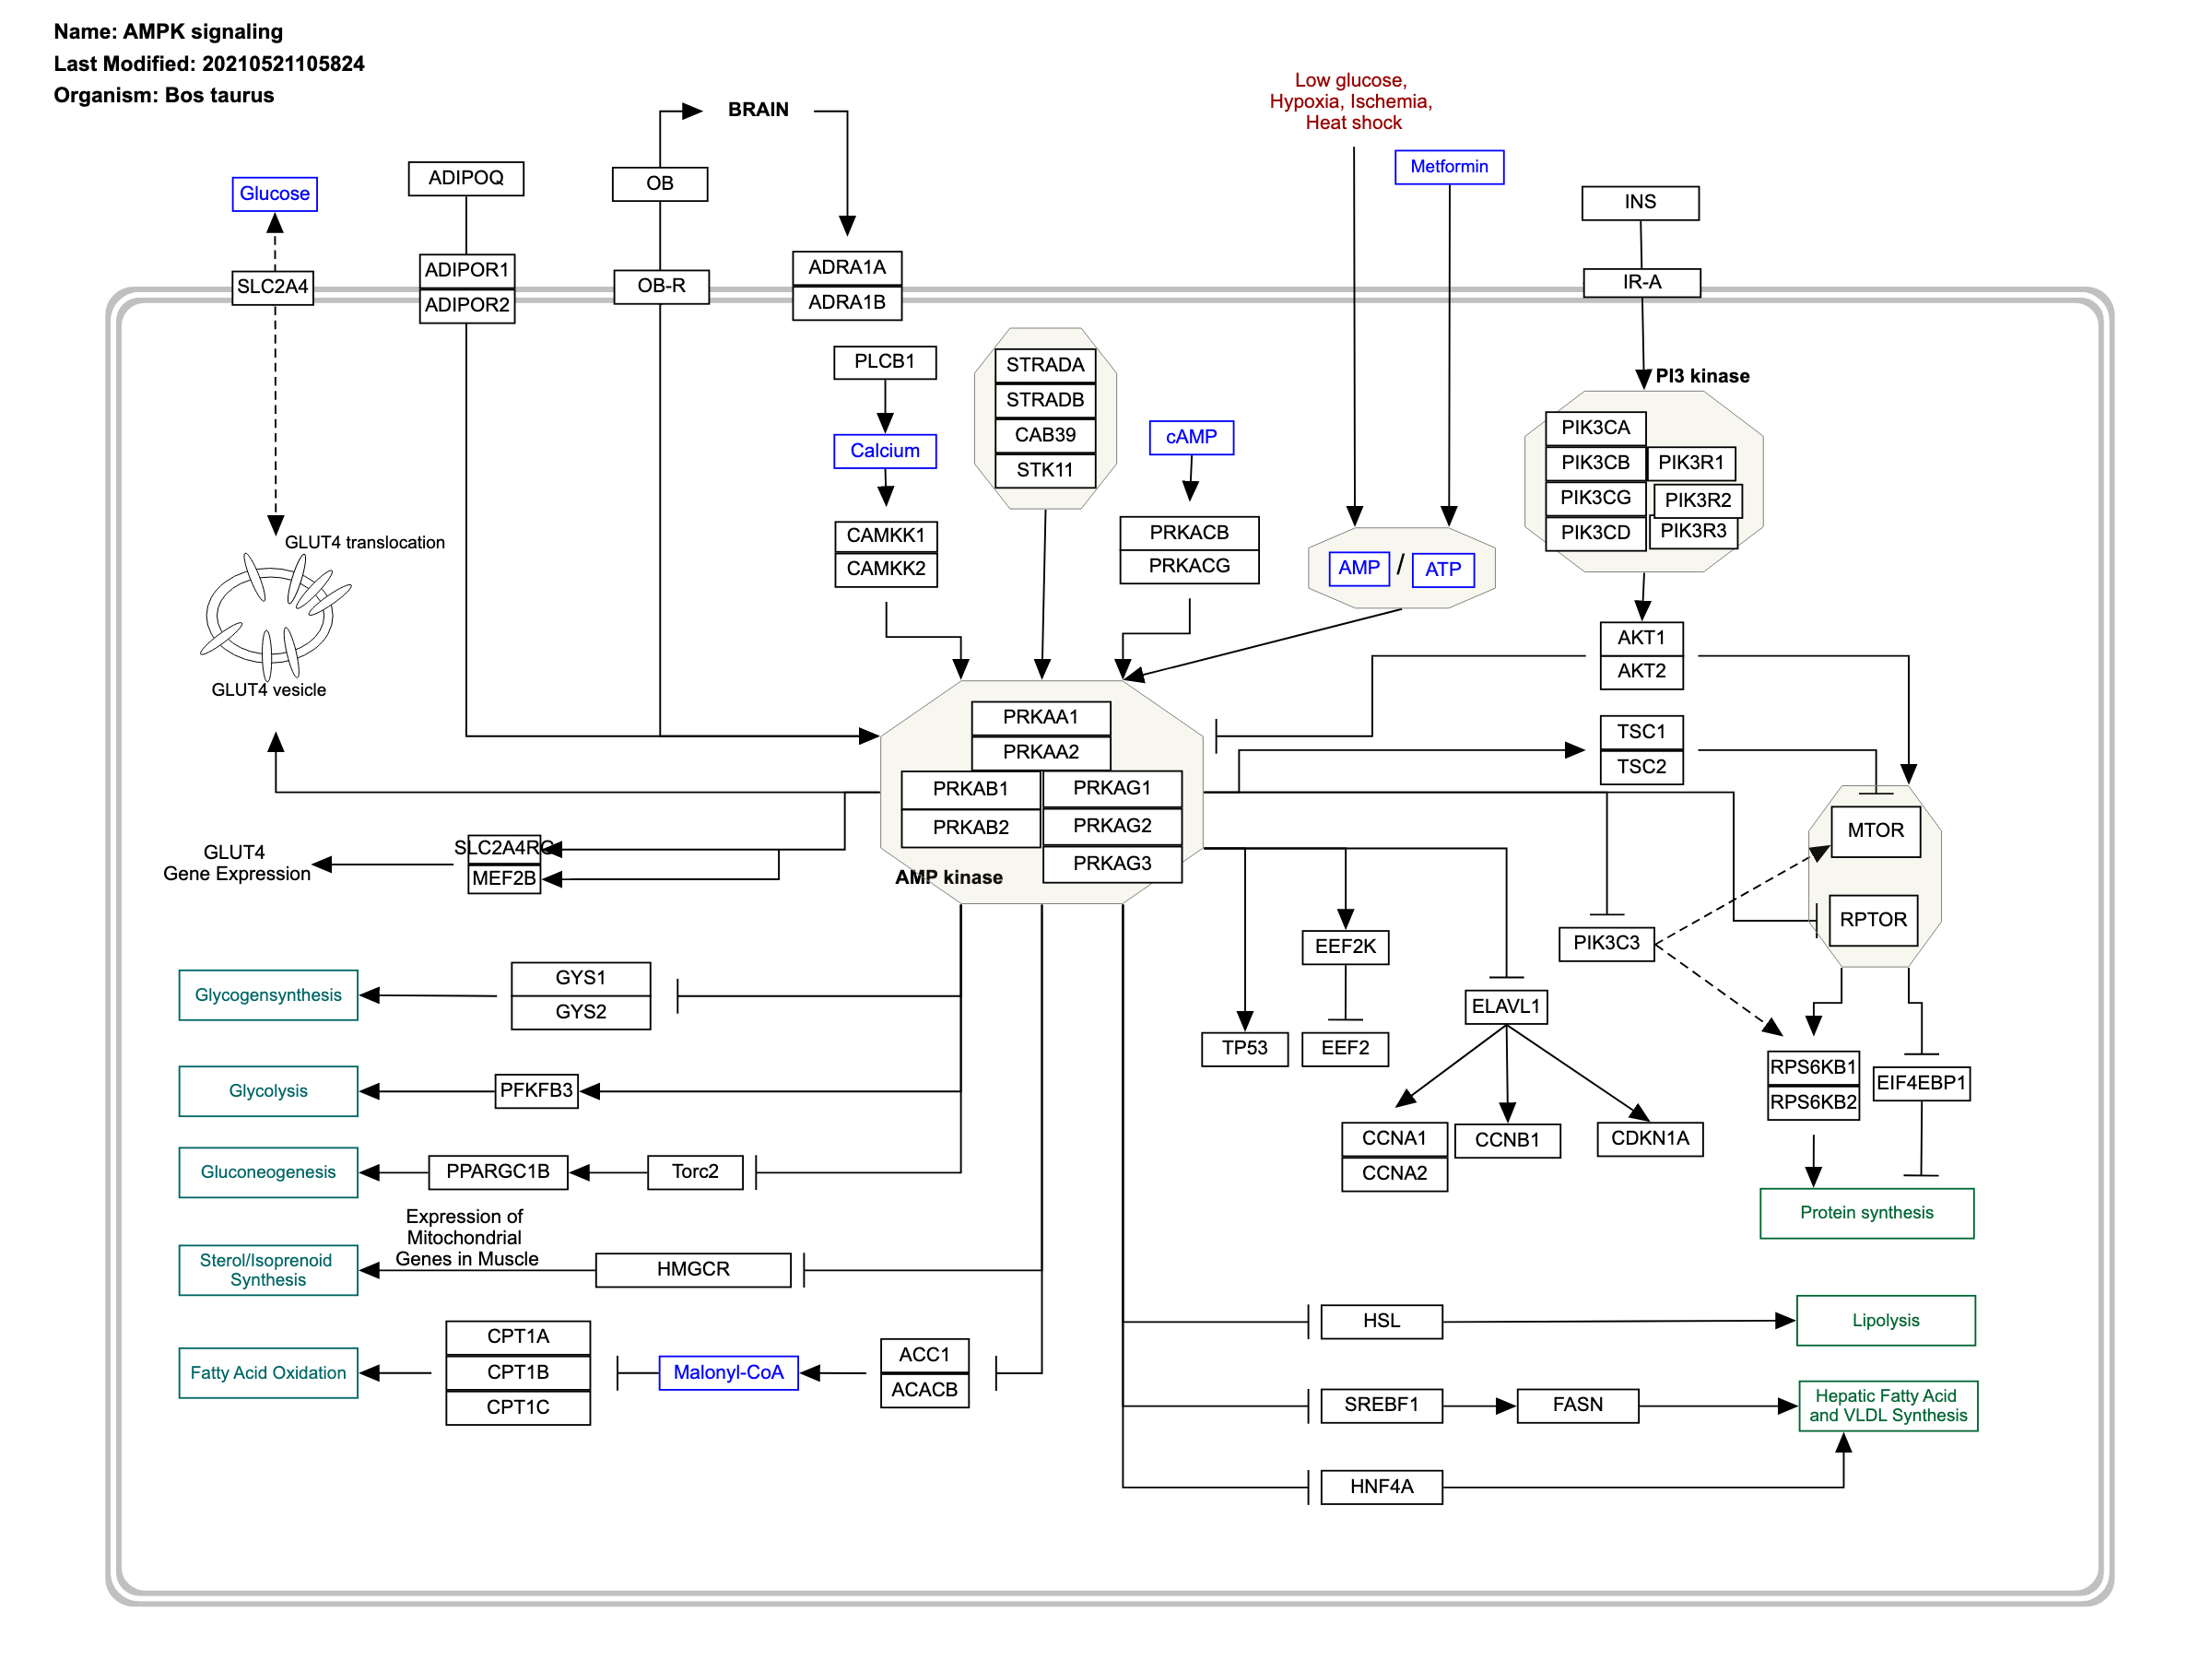 Name: AMPK signaling
Last Modified: 20210521105824
Organism: Bos taurus
BRAIN
Low glucose,
Hypoxia, Ischemia,
Heat shock
Metformin
Glucose
ADIPOQ
OB
INS
SLC2A4
ADIPOR1
ADIPOR2
OB-R
ADRA1A
ADRA1B
IR-A
PLCB1
Calcium
CAMKK1
CAMKK2
STRADA
STRADB
CAB39
STK11
cAMP
PRKACB
PRKACG
AMP / ATP
PI3 kinase
PIK3CA
PIK3CB
PIK3CG
PIK3CD
PIK3R1
PIK3R2
PIK3R3
GLUT4 translocation
GLUT4 vesicle
AKT1
AKT2
TSC1
TSC2
PRKAA1
PRKAA2
PRKAB1
PRKAB2
PRKAG1
PRKAG2
PRKAG3
AMP kinase
MTOR
RPTOR
GLUT4
Gene Expression
SLC2A4RG
MEF2B
PIK3C3
EEF2K
TP53
EEF2
ELAVL1
CCNA1
CCNA2
CCNB1
CDKN1A
RPS6KB1
RPS6KB2
EIF4EBP1
Protein synthesis
Glycogensynthesis
GYS1
GYS2
Glycolysis
PFKFB3
Gluconeogenesis
PPARGC1B
Torc2
Expression of
Mitochondrial
Genes in Muscle
Sterol/Isoprenoid
Synthesis
HMGCR
Fatty Acid Oxidation
CPT1A
CPT1B
CPT1C
Malonyl-CoA
ACC1
ACACB
HSL
Lipolysis
SREBF1
FASN
Hepatic Fatty Acid
and VLDL Synthesis
HNF4A